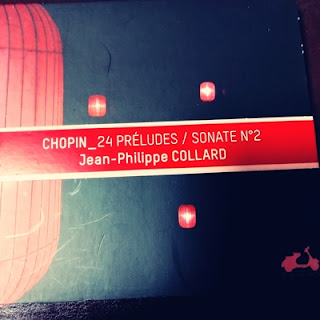 CHOPIN_24 PRÉLUDES / SONATE N°2
Jean-Philippe COLLARD